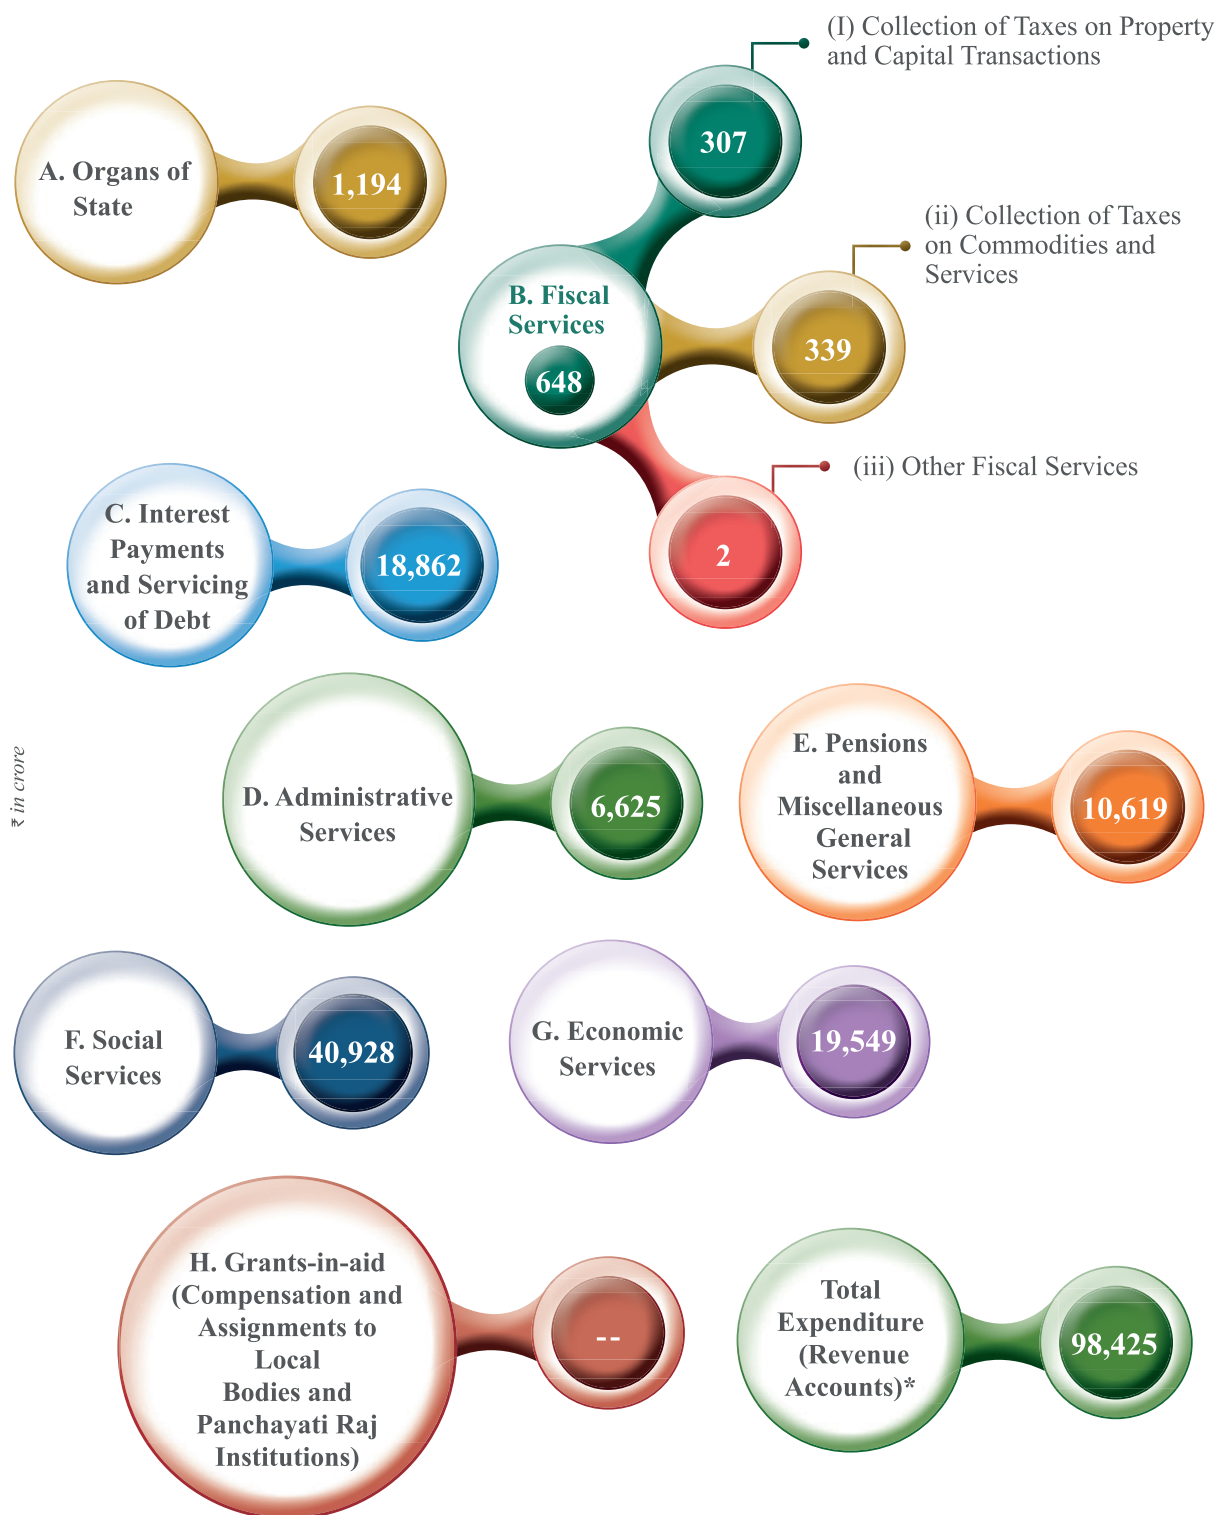 (I) Collection of Taxes on Property
and Capital Transactions
A. Organs of
State
1,194
307
(ii) Collection of Taxes
on Commodities and
Services
B. Fiscal
Services
648
339
(iii) Other Fiscal Services
2
C. Interest
Payments
and Servicing
of Debt
18,862
₹ in crore
D. Administrative
Services
6,625
E. Pensions
and
Miscellaneous
General
Services
10,619
F. Social
Services
40,928
G. Economic
Services
19,549
H. Grants-in-aid
(Compensation and
Assignments to
Local
Bodies and
Panchayati Raj
Institutions)
--
Total
Expenditure
(Revenue
Accounts)*
98,425